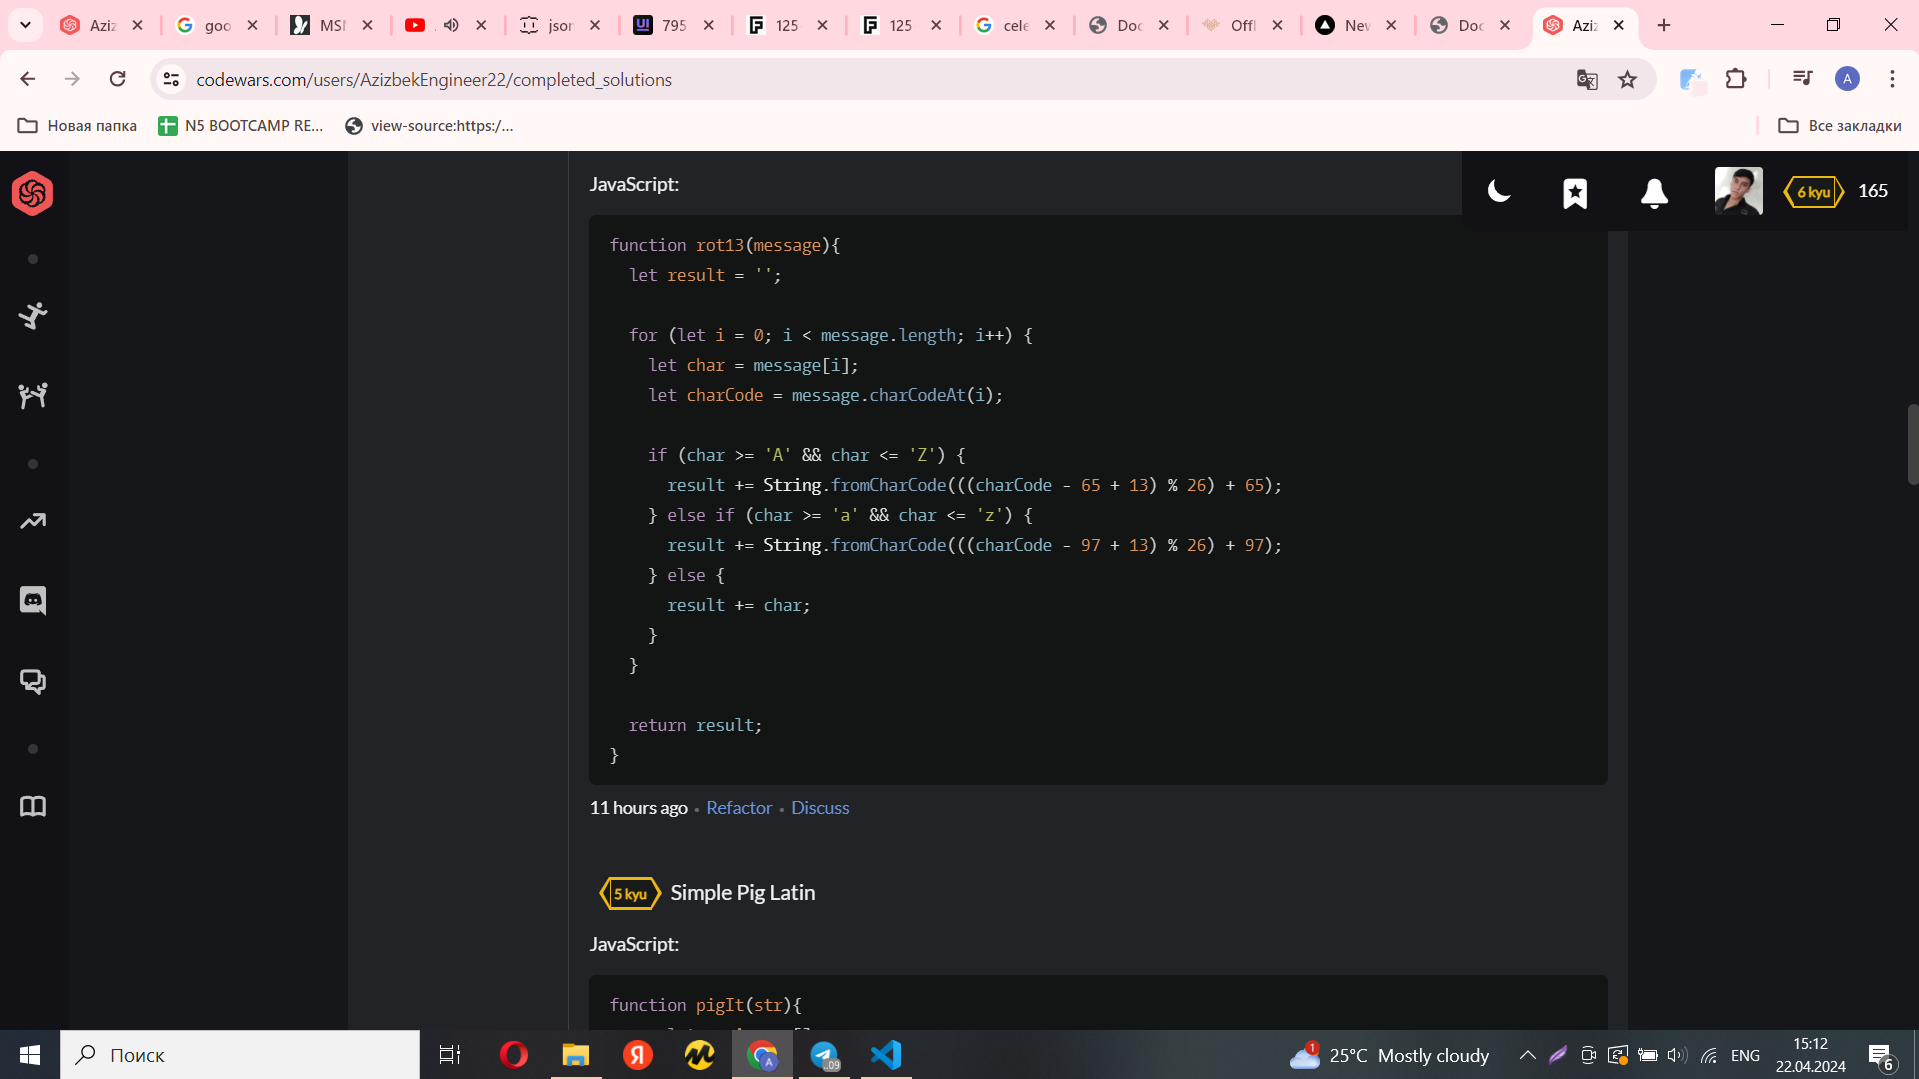 Aziz
goo
MSN
json
795
125
125
cele
Doc
Offl
New
Doc
Aziz
codewars.com/users/AzizbekEngineer22/completed_solutions
A
Новая папка
N5 BOOTCAMP RE...
view-source:https:/...
Все закладки
JavaScript:
6 kyu
165
function rot13(message){
let result = '';
for (let i = 0; i < message.length; i++) {
let char = message[i];
let charCode = message.charCodeAt(i);
if (char >= 'A' && char <= 'Z') {
result += String.fromCharCode(((charCode - 65 + 13) % 26) + 65);
} else if (char >= 'a' && char <= 'z') {
result += String.fromCharCode(((charCode - 97 + 13) % 26) + 97);
} else {
result += char;
}
}
return result;
}
11 hours ago • Refactor • Discuss
5 kyu Simple Pig Latin
JavaScript:
function pigIt(str){
Поиск
1
25°C Mostly cloudy
ENG
15:12
22.04.2024
6